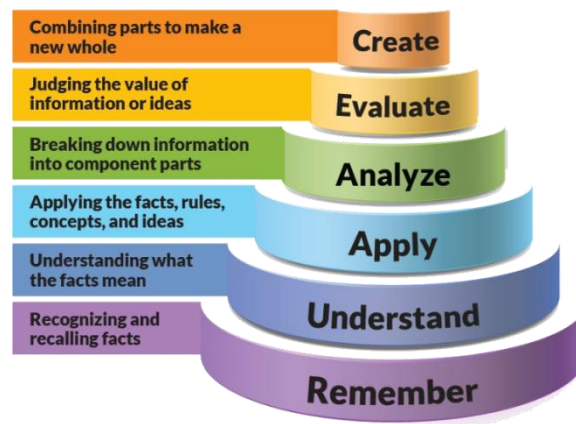 Combining parts to make a
new whole
Create
Judging the value of
information or ideas
Evaluate
Breaking down information
into component parts
Analyze
Applying the facts, rules,
concepts, and ideas
Apply
Understanding what
the facts mean
Understand
Recognizing and
recalling facts
Remember